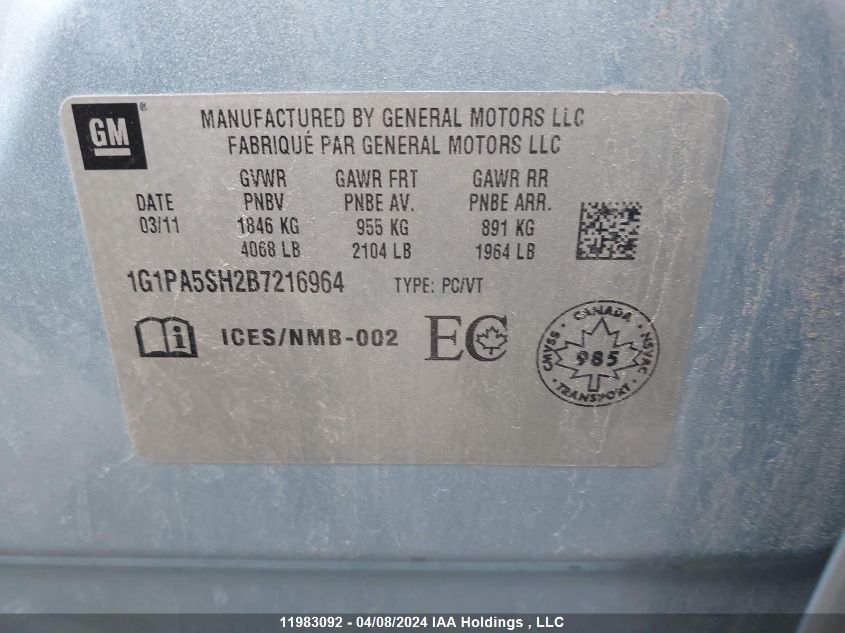 GM ®
MANUFACTURED BY GENERAL MOTORS LLC
FABRIQUÉ PAR GENERAL MOTORS LLC
GVWR GAWR FRT GAWR RR
DATE PNBV PNBE AV. PNBE ARR.
03/11 1846 KG 955 KG 891 KG
4068 LB 2104 LB 1964 LB
1G1PA5SH2B7216964 TYPE: PC/VT
i ICES/NMB-002 EC
CANADA
CMVSS 985 NSVAC
TRANSPORT
11983092 - 04/08/2024 IAA Holdings , LLC